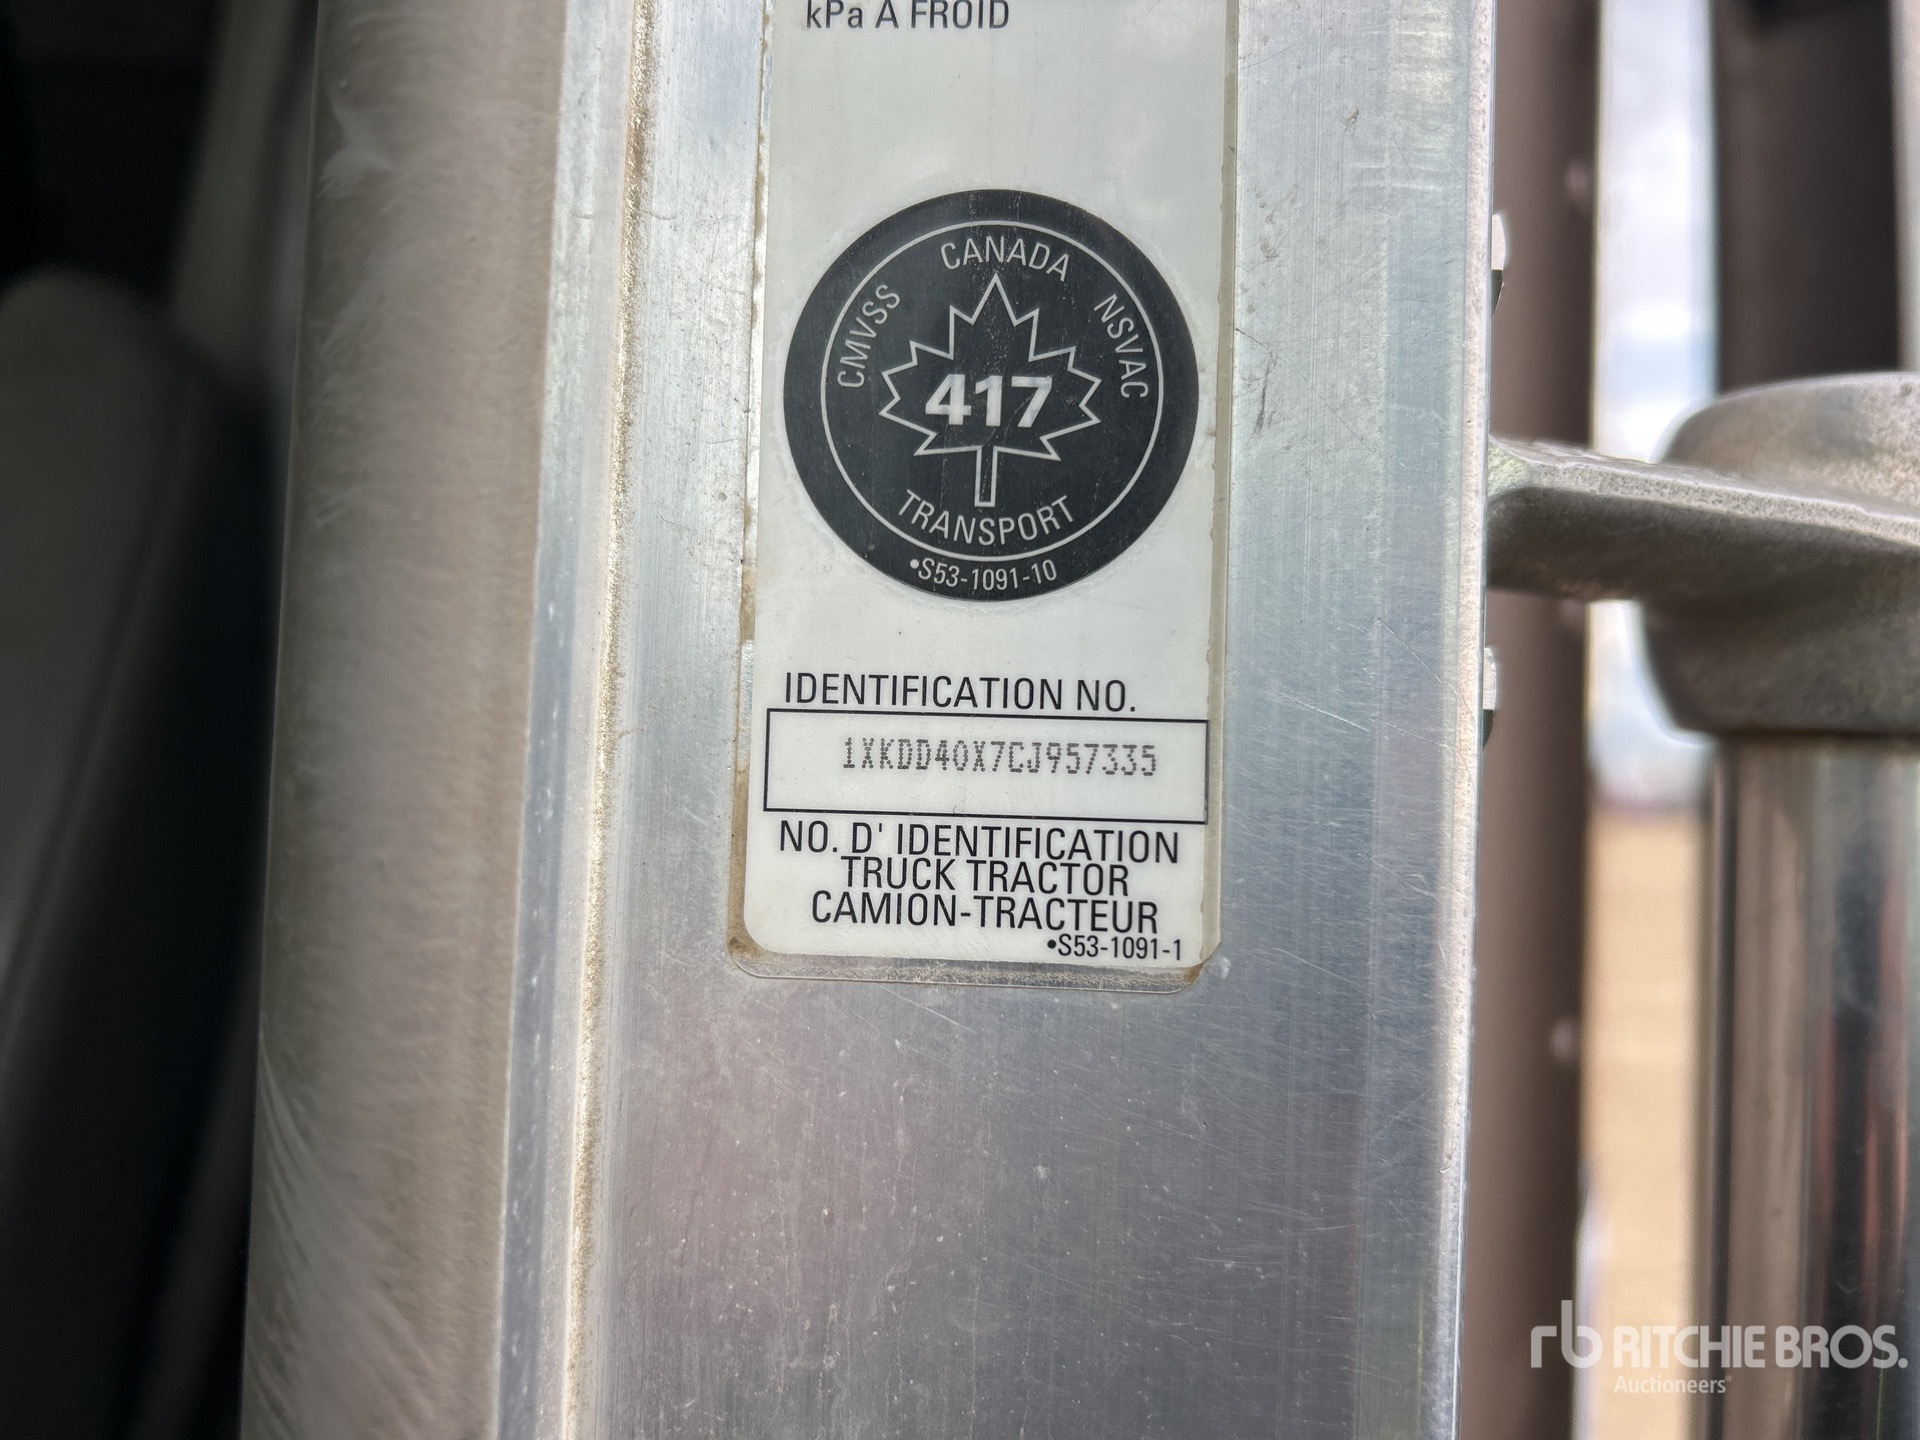 kPa A FROID
CANADA
CMVSS
NSVAC
417
TRANSPORT
•S53-1091-10
IDENTIFICATION NO.
1XKDD40X7CJ957335
NO. D' IDENTIFICATION
TRUCK TRACTOR
CAMION-TRACTEUR
•S53-1091-1
rb RITCHIE BROS.
Auctioneers